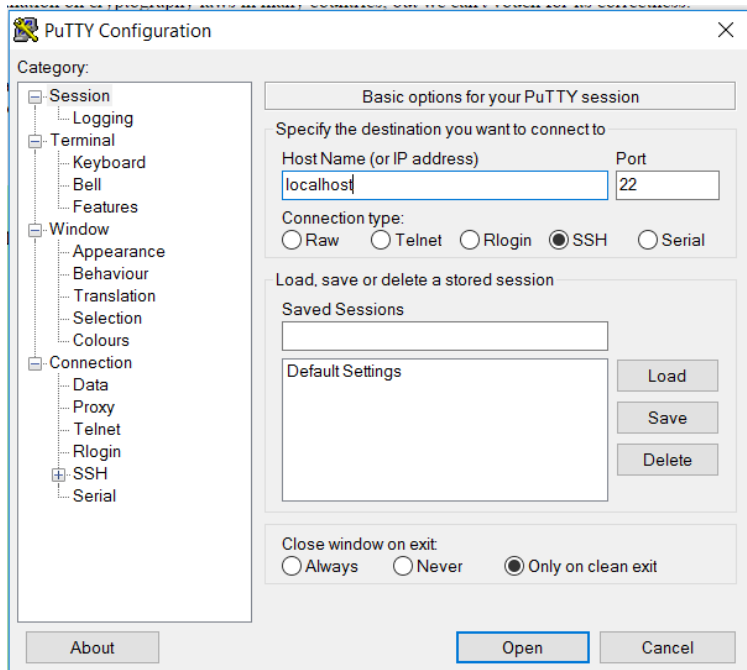 PuTTY Configuration
Category:
Session
Logging
Terminal
Keyboard
Bell
Features
Window
Appearance
Behaviour
Translation
Selection
Colours
Connection
Data
Proxy
Telnet
Rlogin
SSH
Serial
Basic options for your PuTTY session
Specify the destination you want to connect to
Host Name (or IP address) Port
localhost 22
Connection type:
Raw Telnet Rlogin SSH Serial
Load, save or delete a stored session
Saved Sessions
Default Settings
Load
Save
Delete
Close window on exit:
Always Never Only on clean exit
About Open Cancel